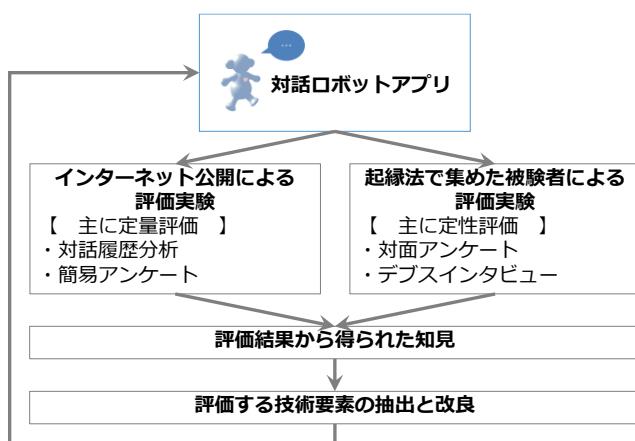 …
対話ロボットアプリ
インターネット公開による
評価実験
【　主に定量評価　】
・対話履歴分析
・簡易アンケート
起縁法で集めた被験者による
評価実験
【　主に定性評価　】
・対面アンケート
・デプスインタビュー
評価結果から得られた知見
評価する技術要素の抽出と改良